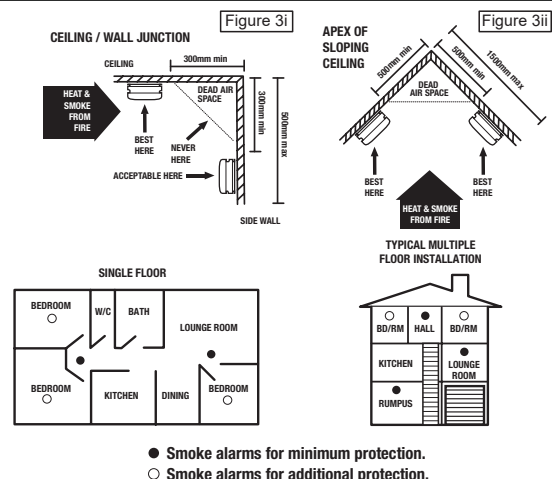 Figure 3i
CEILING / WALL JUNCTION
CEILING
300mm min
HEAT &
SMOKE
FROM
FIRE
DEAD AIR
SPACE
BEST
HERE
NEVER
HERE
ACCEPTABLE HERE
300mm min
500mm max
SIDE WALL
Figure 3ii
APEX OF
SLOPING
CEILING
500mm min
500mm min
1500mm max
DEAD
AIR SPACE
BEST
HERE
BEST
HERE
HEAT & SMOKE
FROM FIRE
SINGLE FLOOR
BEDROOM
W/C
BATH
LOUNGE ROOM
BEDROOM
KITCHEN
DINING
BEDROOM
TYPICAL MULTIPLE
FLOOR INSTALLATION
BD/RM
HALL
BD/RM
KITCHEN
LOUNGE
ROOM
RUMPUS
● Smoke alarms for minimum protection.
○ Smoke alarms for additional protection.